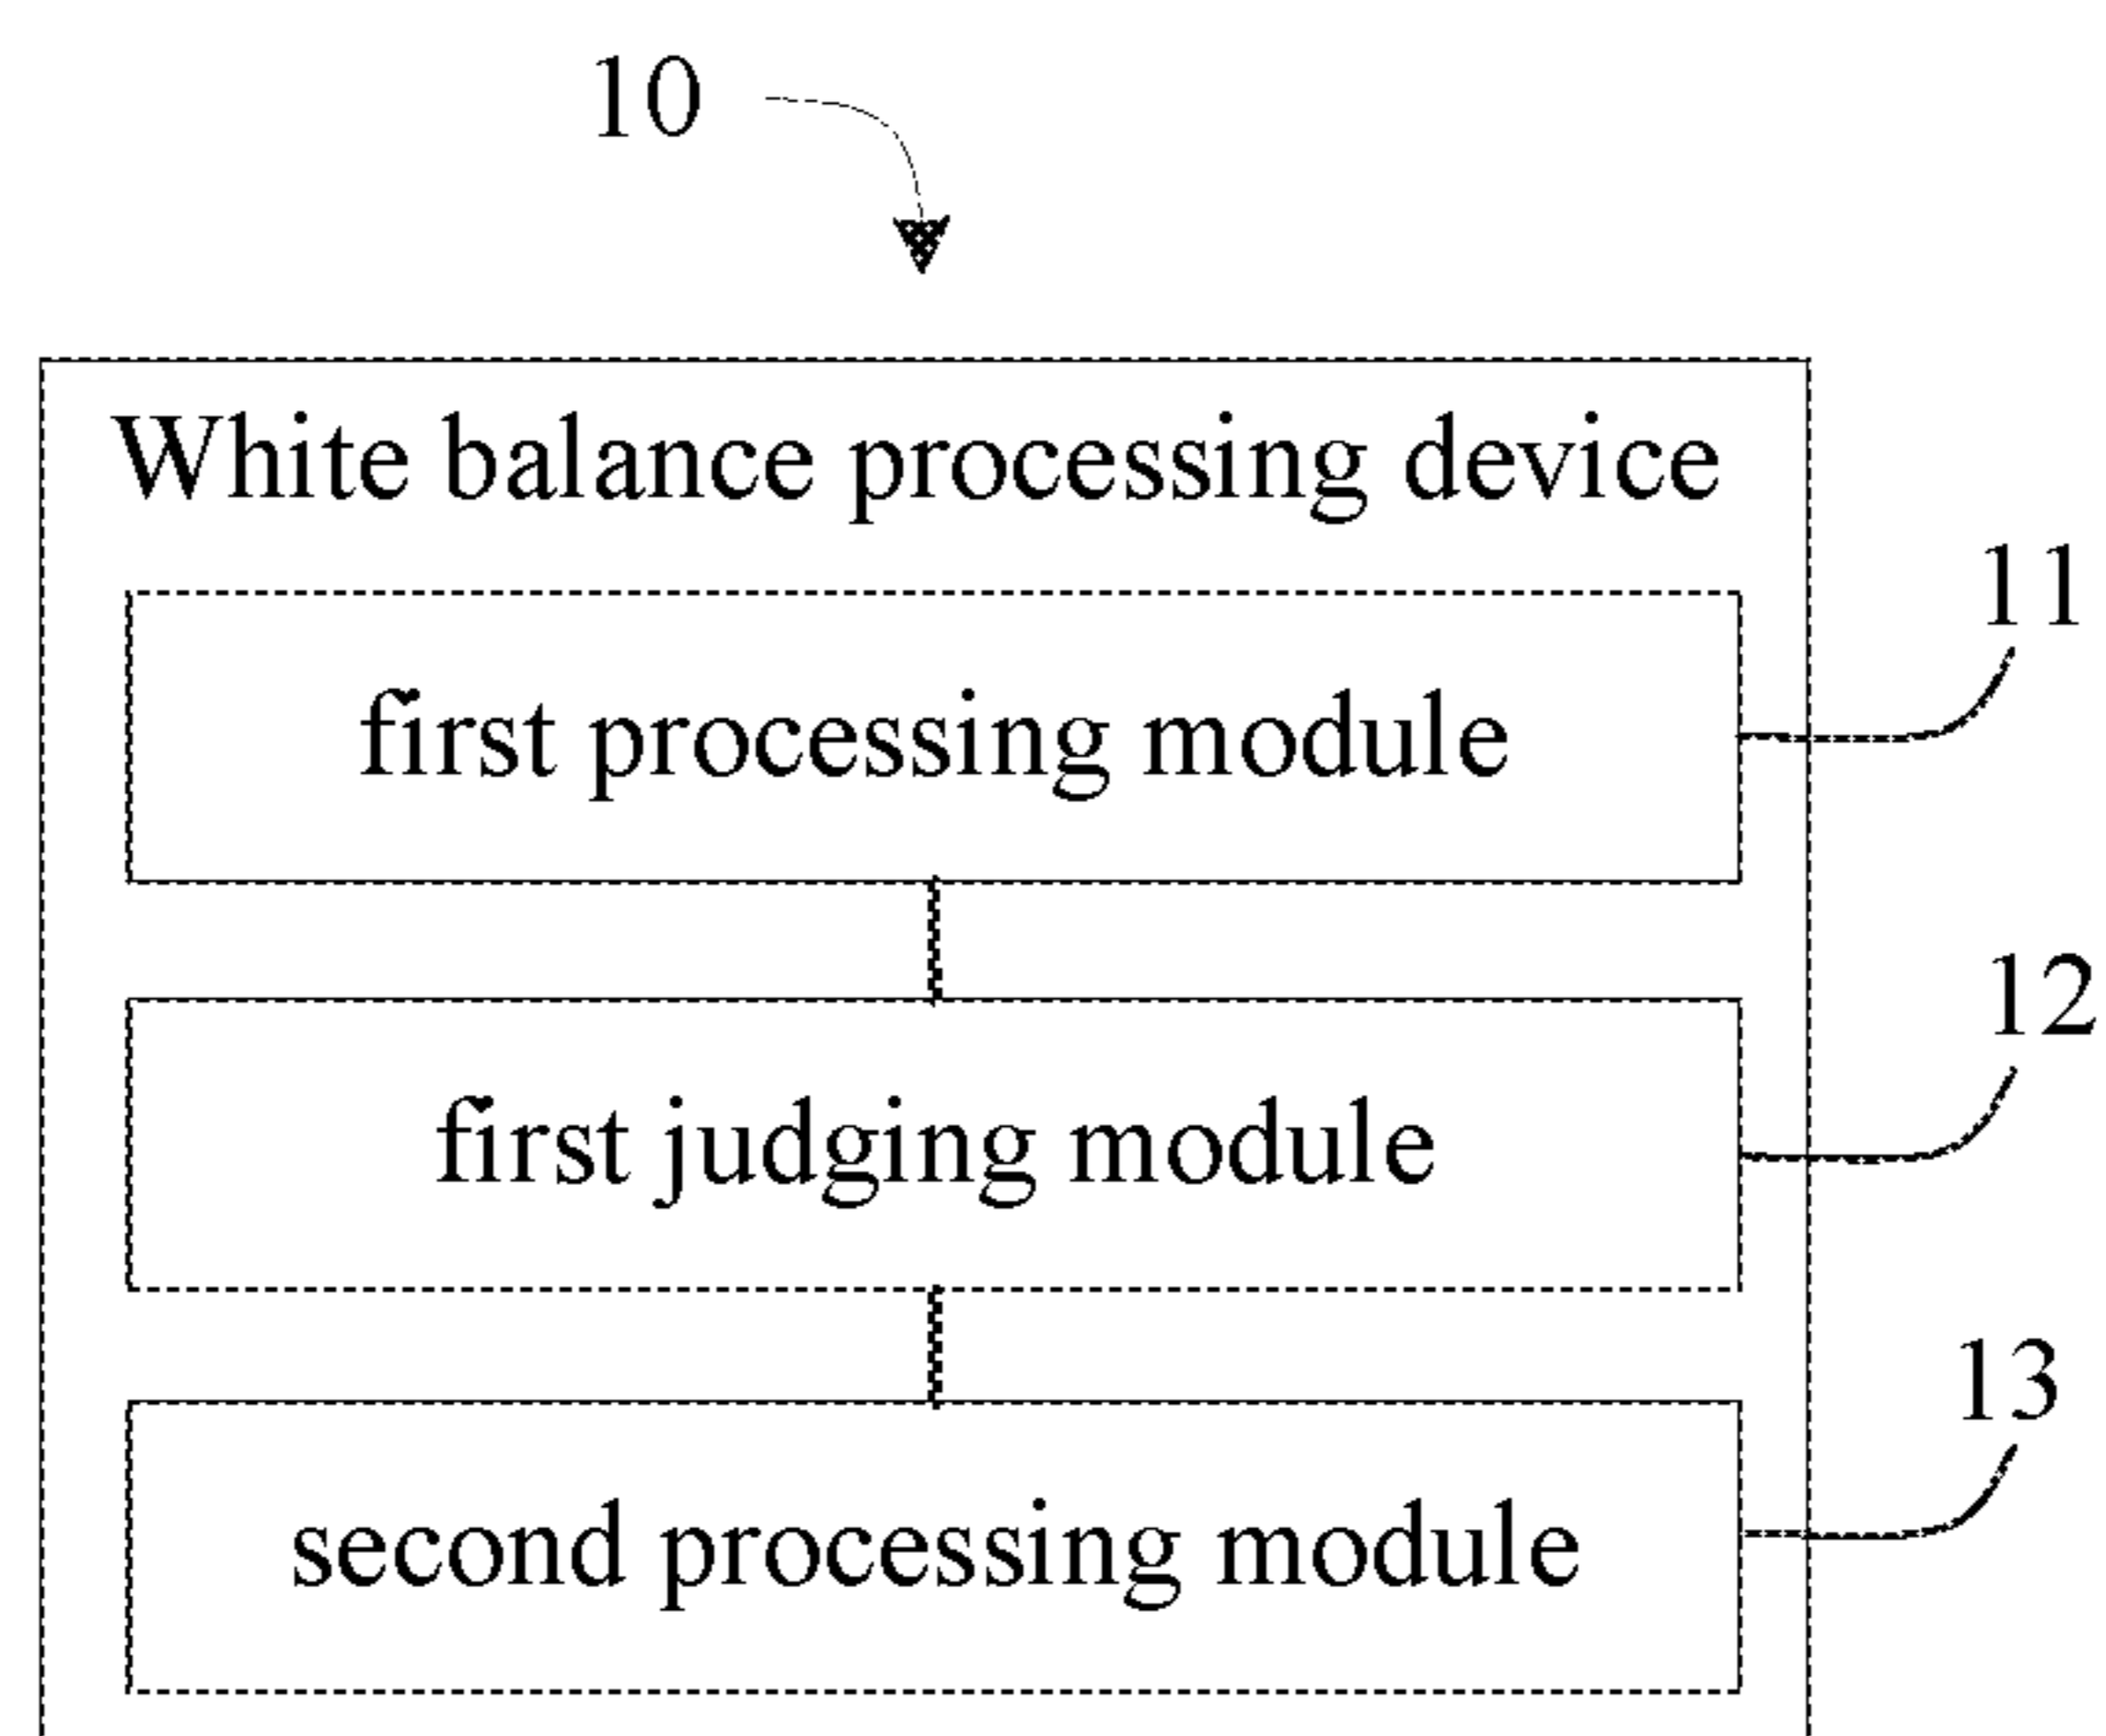 10
White balance processing device
11
first processing module
12
first judging module
13
second processing module